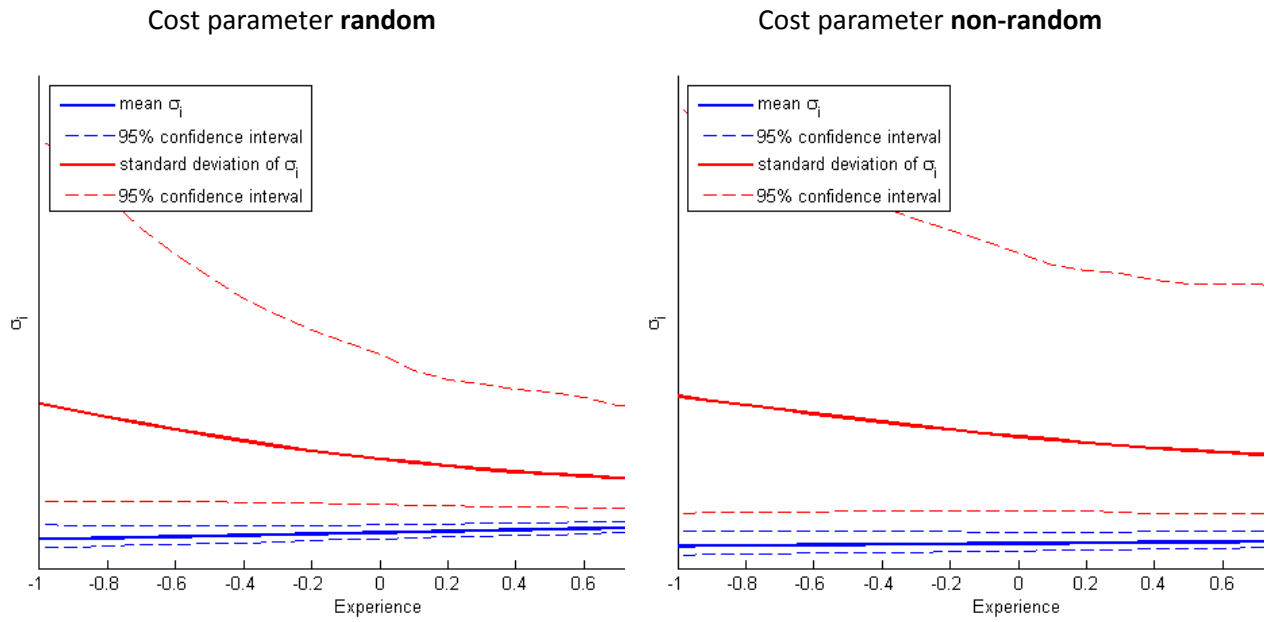 Cost parameter random
Cost parameter non-random
mean σi
95% confidence interval
standard deviation of σi
95% confidence interval
σi
-1 -0.8 -0.6 -0.4 -0.2 0 0.2 0.4 0.6
Experience
mean σi
95% confidence interval
standard deviation of σi
95% confidence interval
σi
-1 -0.8 -0.6 -0.4 -0.2 0 0.2 0.4 0.6
Experience